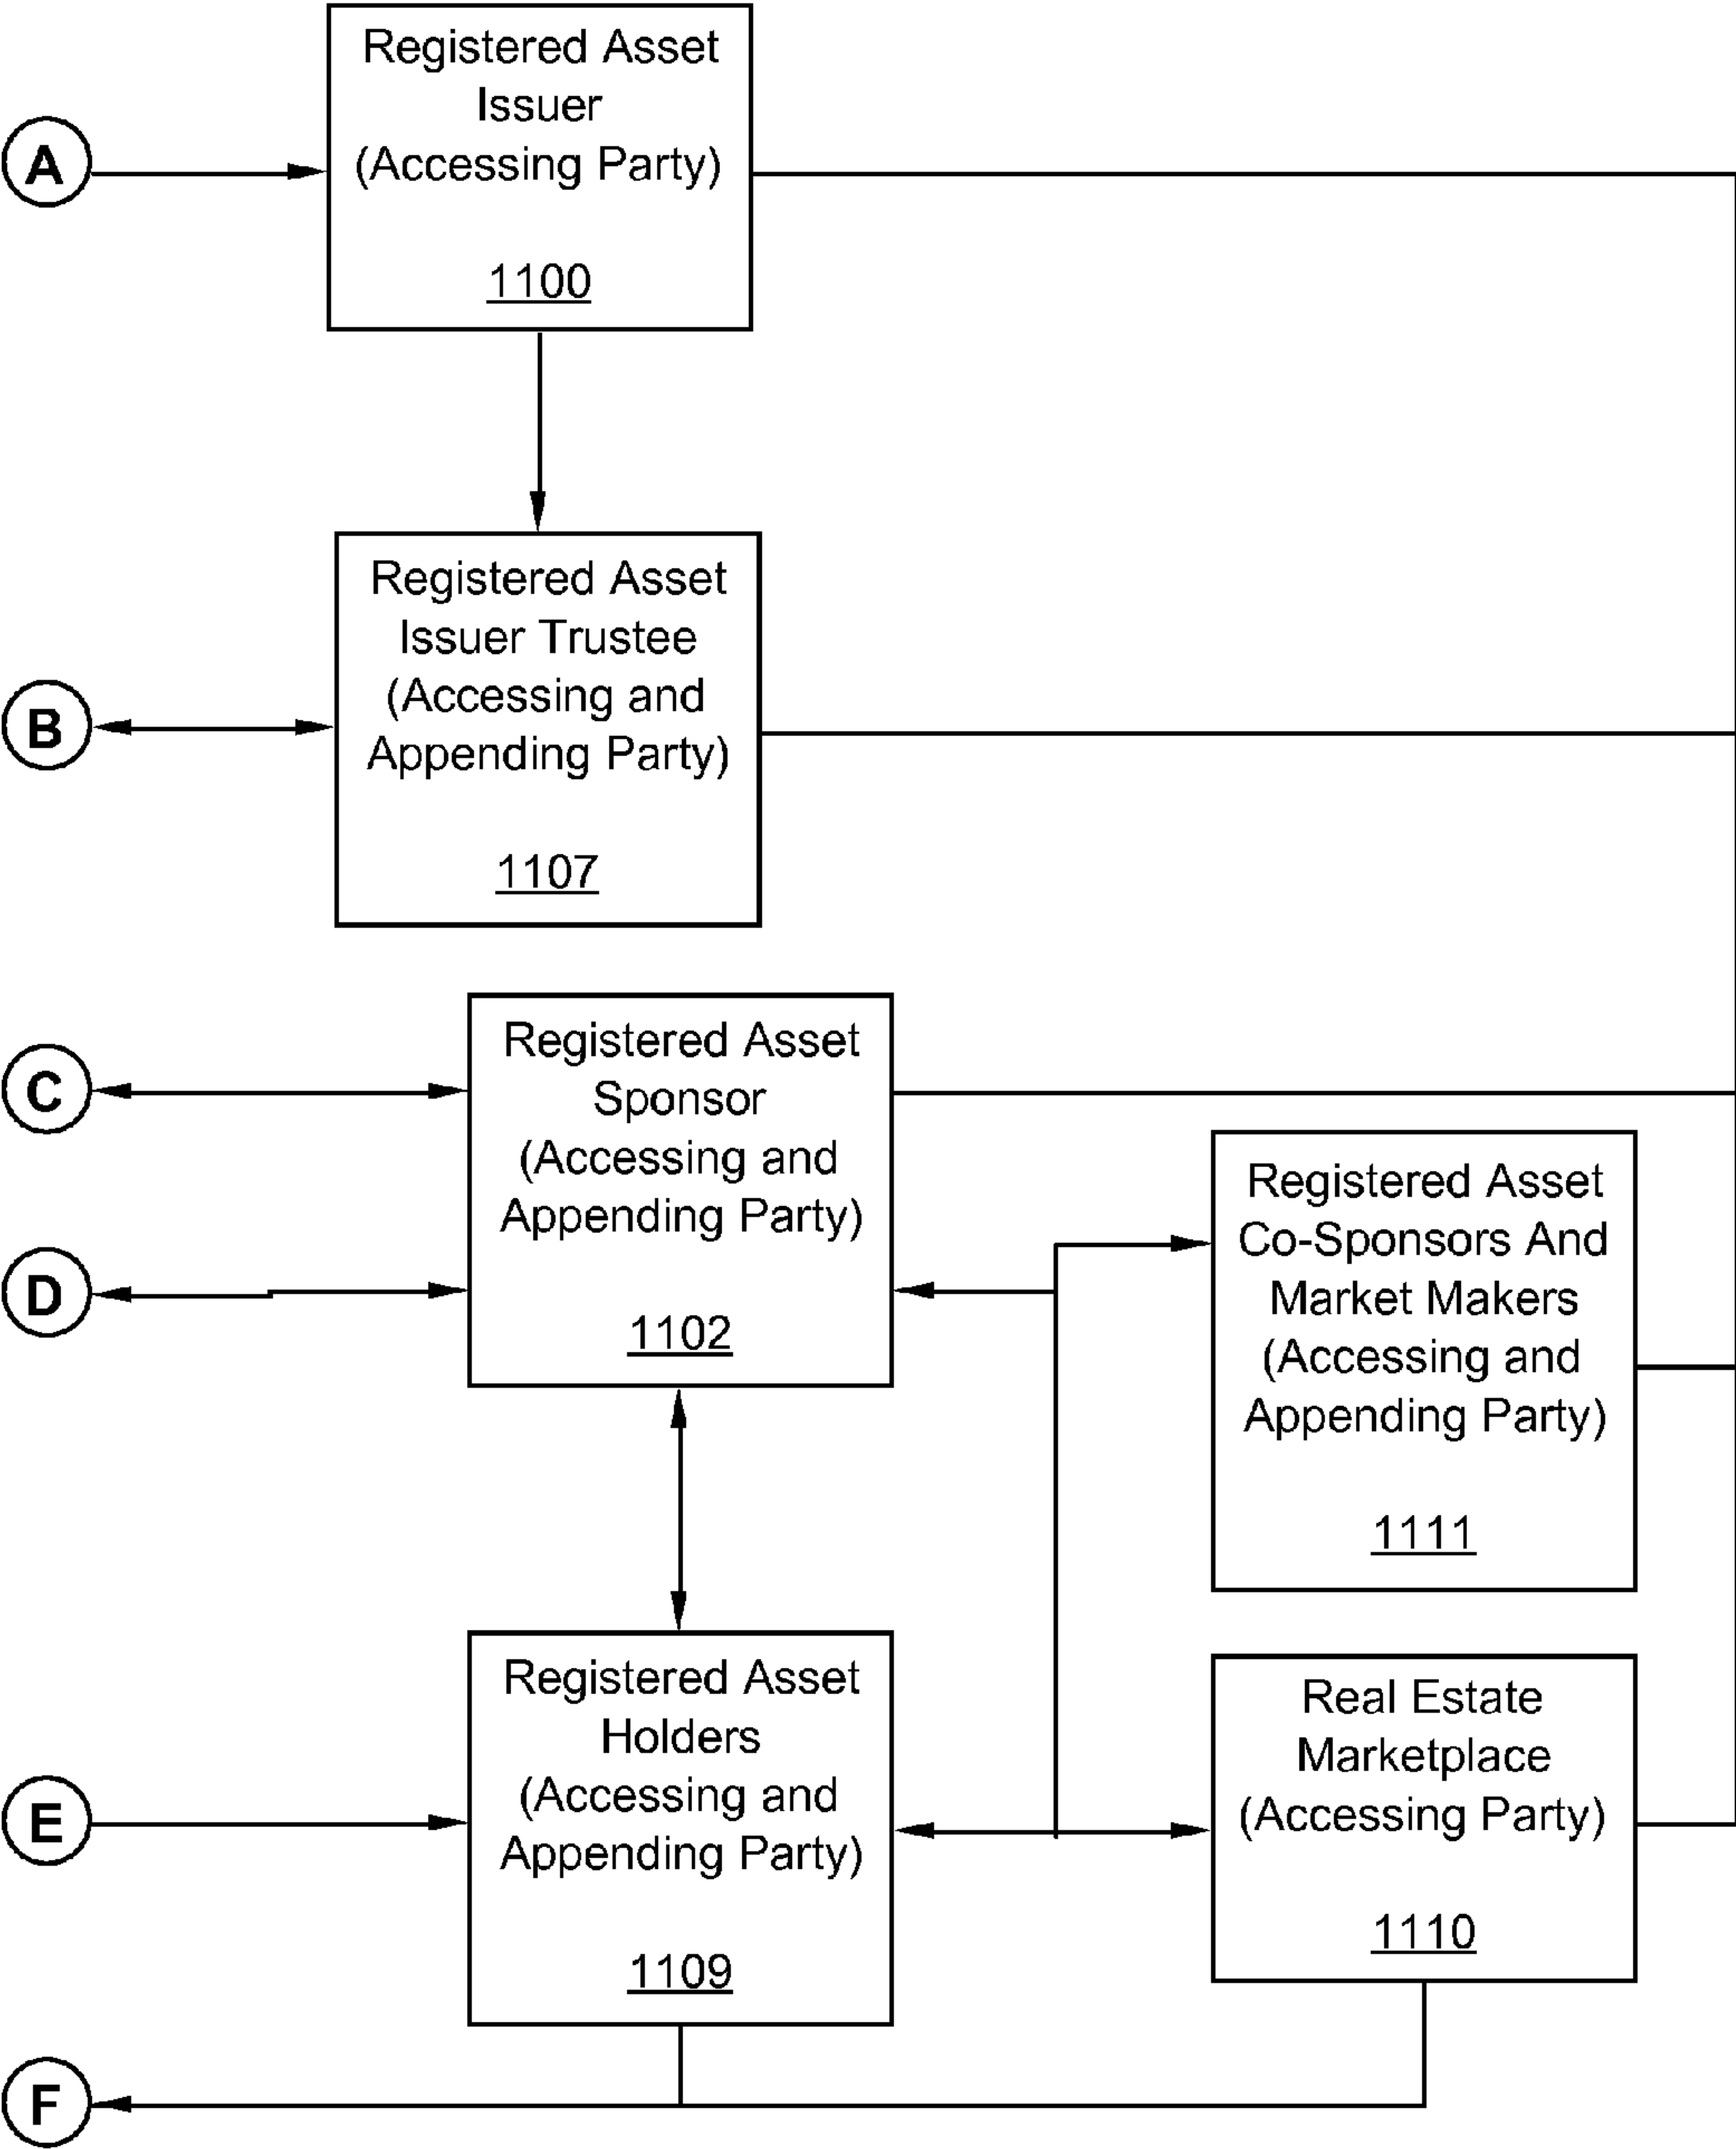 A
Registered Asset
Issuer
(Accessing Party)
1100
B
Registered Asset
Issuer Trustee
(Accessing and
Appending Party)
1107
C
D
Registered Asset
Sponsor
(Accessing and
Appending Party)
1102
Registered Asset
Co-Sponsors And
Market Makers
(Accessing and
Appending Party)
1111
E
Registered Asset
Holders
(Accessing and
Appending Party)
1109
Real Estate
Marketplace
(Accessing Party)
1110
F